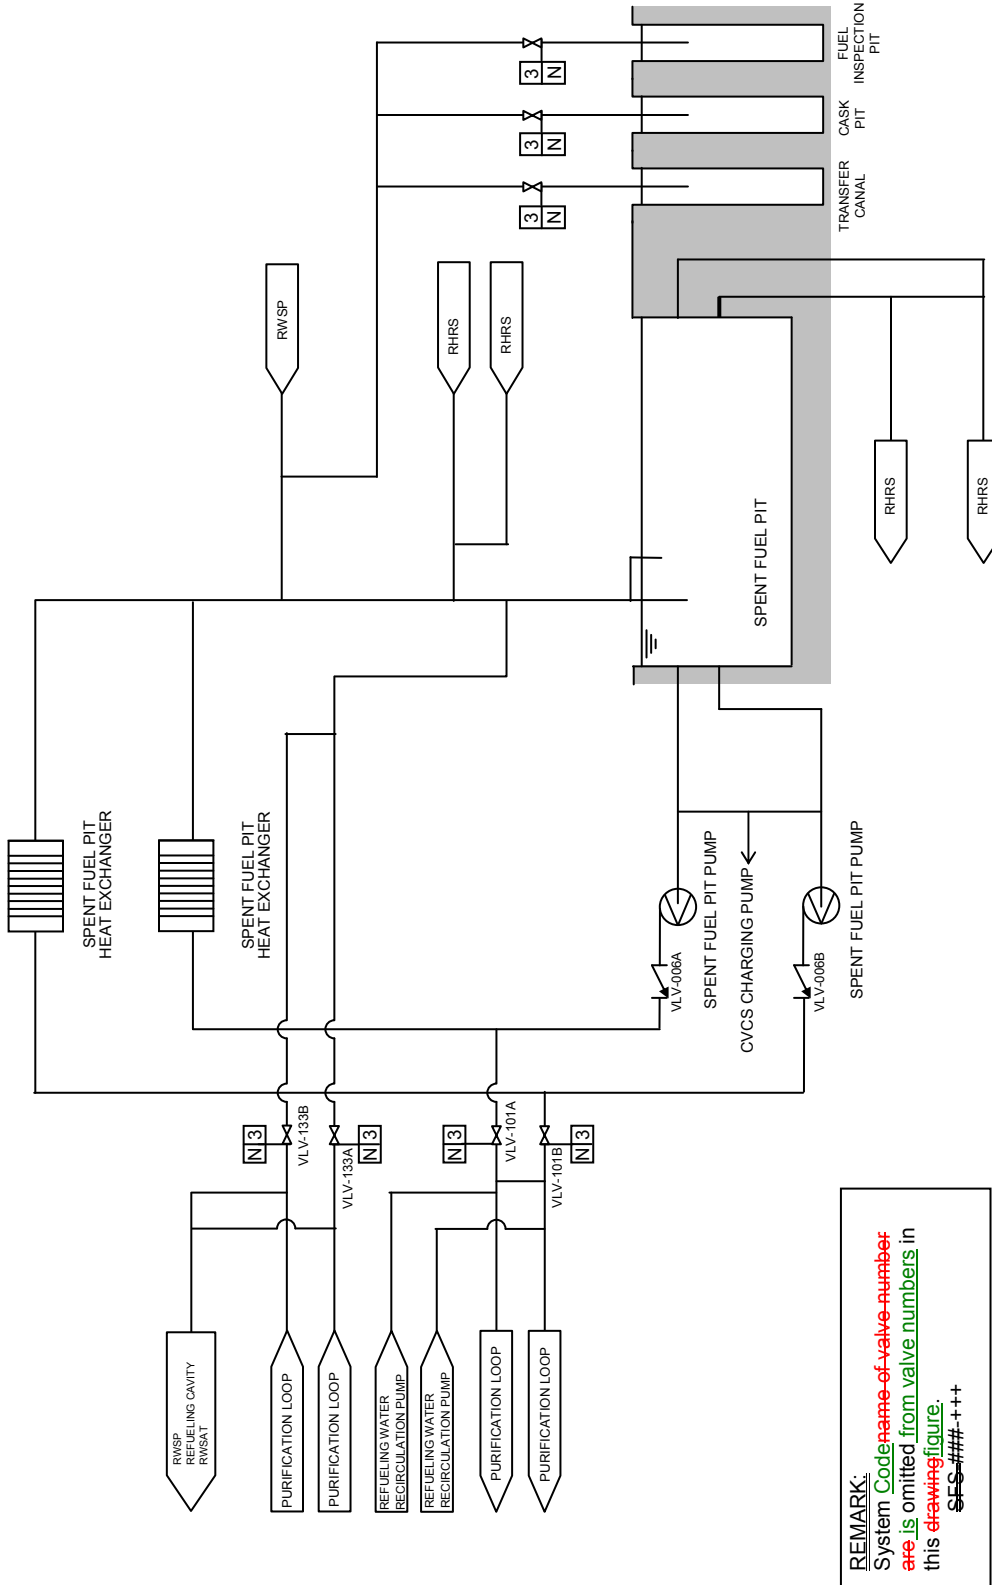 FUEL
INSPECTION
PIT
CASK
PIT
TRANSFER
CANAL
3 N
3 N
3 N
RWSP
RHRS
RHRS
SPENT FUEL PIT
RHRS
RHRS
SPENT FUEL PIT
HEAT EXCHANGER
SPENT FUEL PIT
HEAT EXCHANGER
VLV-006A
SPENT FUEL PIT PUMP
CVCS CHARGING PUMP
VLV-006B
SPENT FUEL PIT PUMP
N 3
VLV-133B
VLV-133A
N 3
N 3
VLV-101A
VLV-101B
N 3
RWSP
REFUELING CAVITY
RWSAT
PURIFICATION LOOP
PURIFICATION LOOP
REFUELING WATER
RECIRCULATION PUMP
REFUELING WATER
RECIRCULATION PUMP
PURIFICATION LOOP
PURIFICATION LOOP
REMARK:
System Codename of valve number
are is omitted from valve numbers in
this drawingfigure.
SFS-###-+++